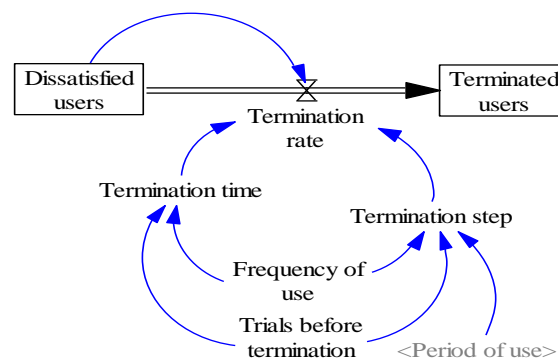 Dissatisfied
users
Terminated
users
Termination
rate
Termination time
Termination step
Frequency of
use
Trials before
termination
<Period of use>